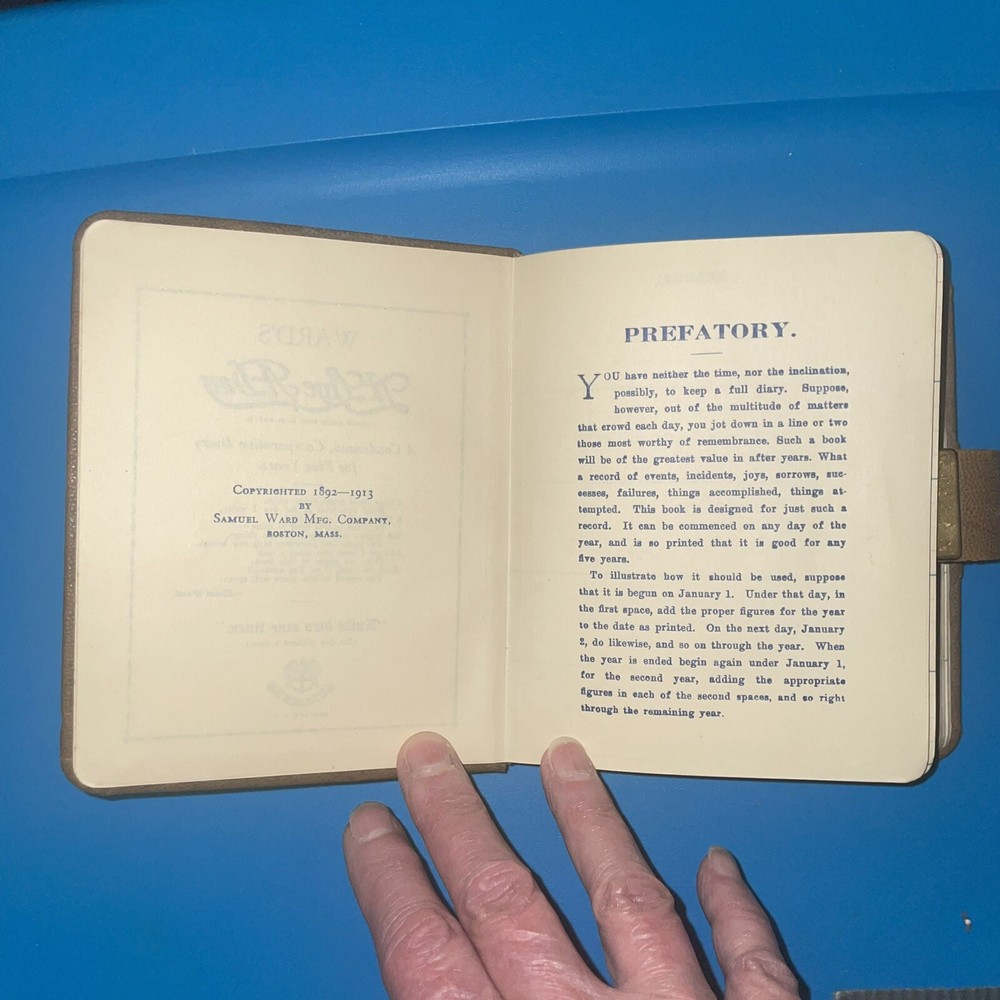 COPYRIGHTED 1892—1913
BY
SAMUEL WARD MFG. COMPANY,
BOSTON, MASS.
PREFATORY.
YOU have neither the time, nor the inclination,
possibly, to keep a full diary. Suppose,
however, out of the multitude of matters
that crowd each day, you jot down in a line or two
those most worthy of remembrance. Such a book
will be of the greatest value in after years. What
a record of events, incidents, joys, sorrows, suc-
cesses, failures, things accomplished, things at-
tempted. This book is designed for just such a
record. It can be commenced on any day of the
year, and is so printed that it is good for any
five years.
To illustrate how it should be used, suppose
that it is begun on January 1. Under that day, in
the first space, add the proper figures for the year
to the date as printed. On the next day, January
2, do likewise, and so on through the year. When
the year is ended begin again under January 1,
for the second year, adding the appropriate
figures in each of the second spaces, and so right
through the remaining year.